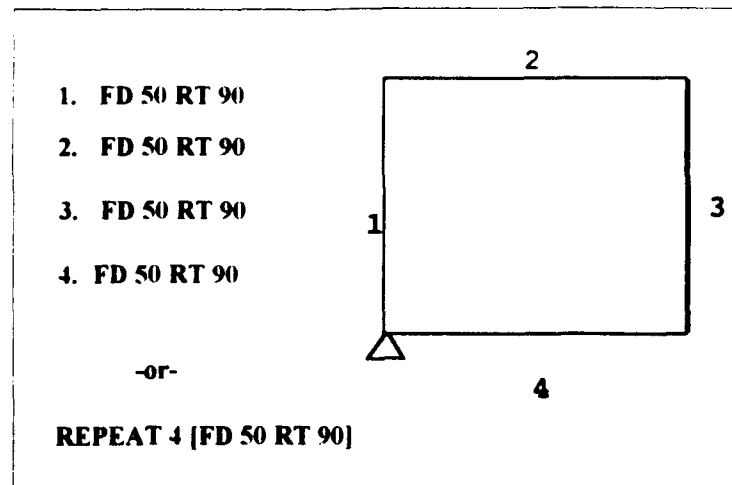 1. FD 50 RT 90
2. FD 50 RT 90
3. FD 50 RT 90
4. FD 50 RT 90
-or-
REPEAT 4 [FD 50 RT 90]
2
1
3
4